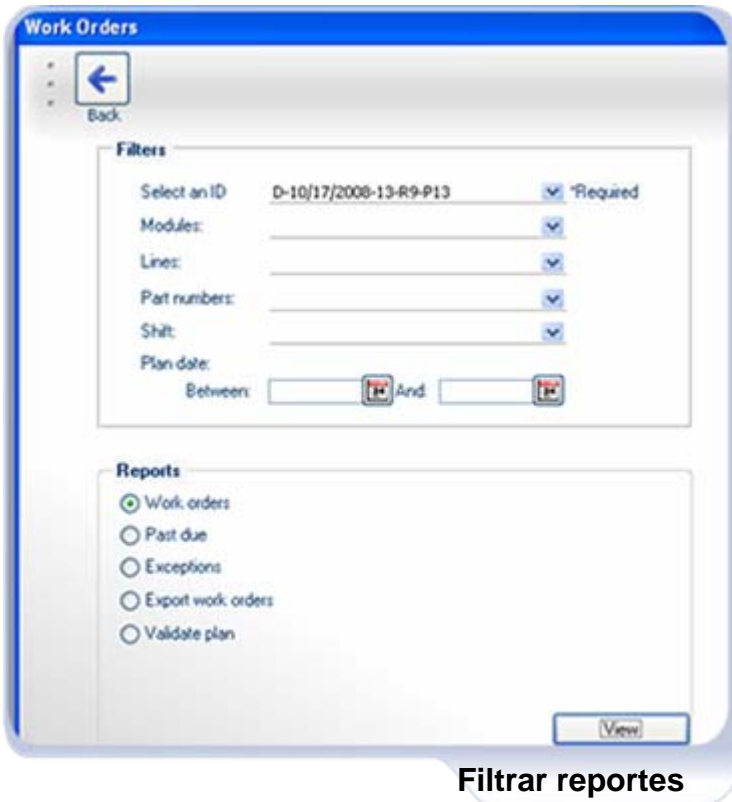 Work Orders
Back
Filters
Select an ID D-10/17/2008-13-R9-P13 *Required
Modules:
Lines:
Part numbers:
Shift:
Plan date:
Between: And
Reports
Work orders
Past due
Exceptions
Export work orders
Validate plan
View
Filtrar reportes